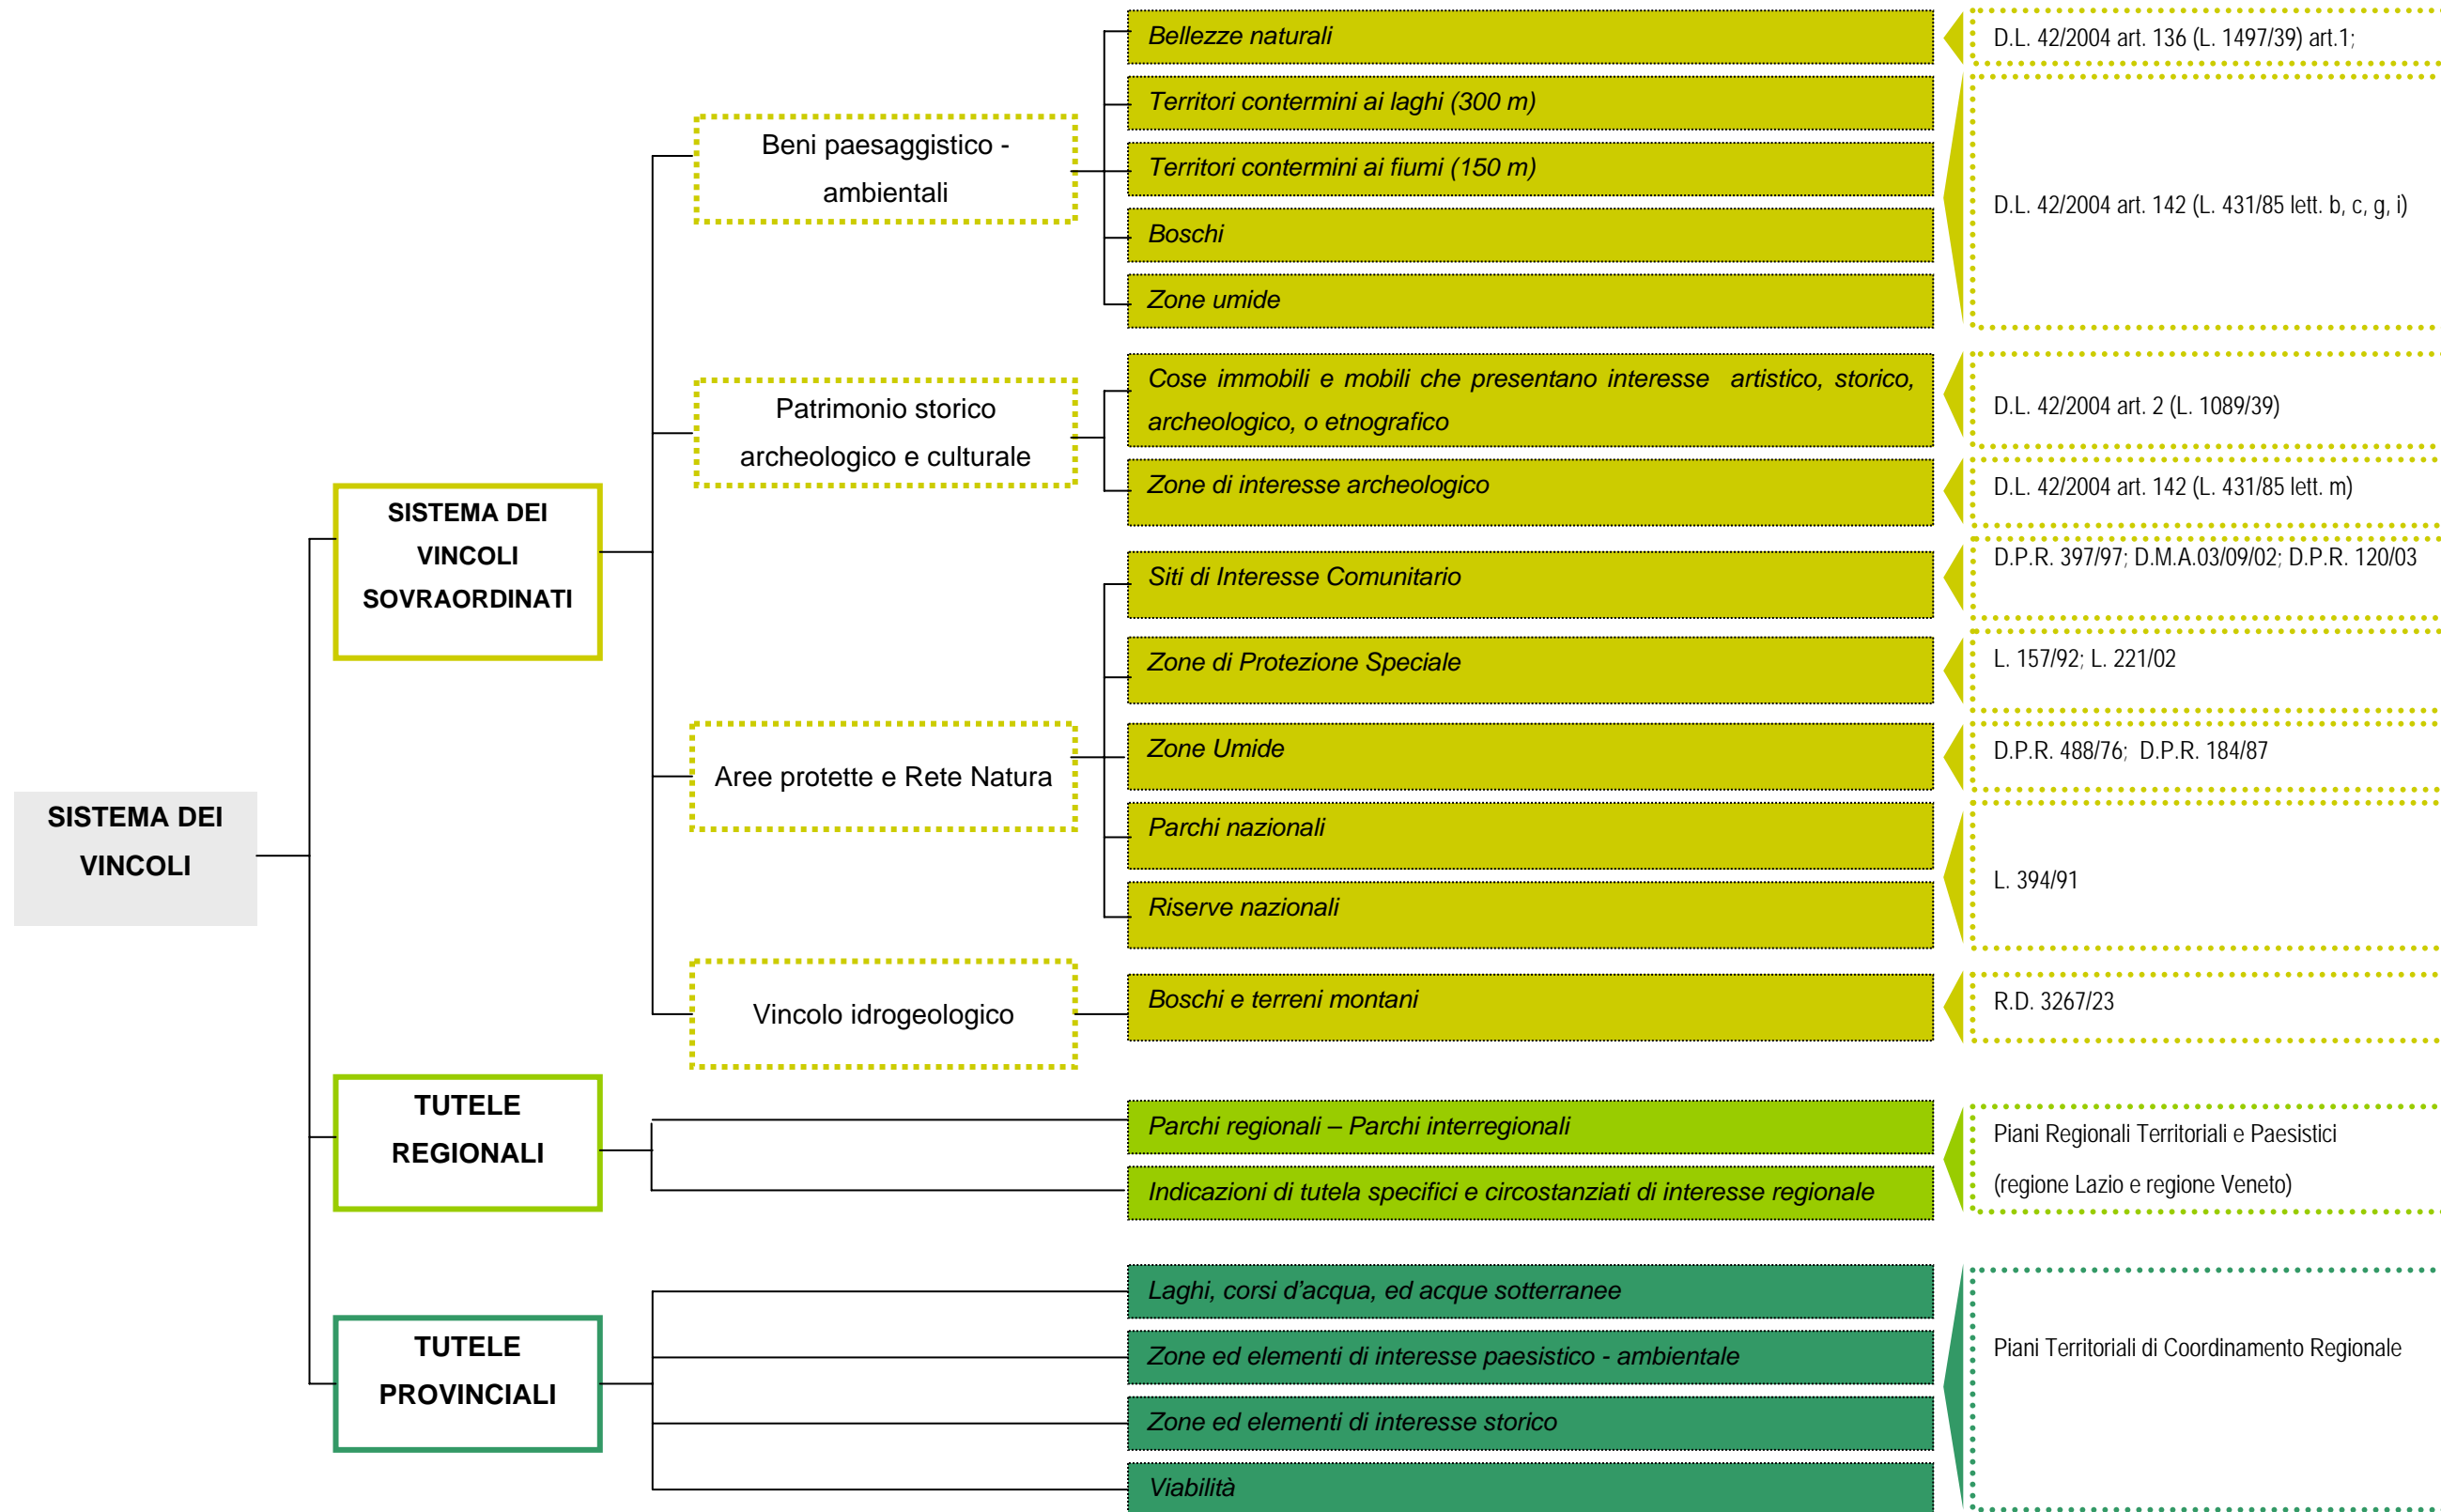 SISTEMA DEI
VINCOLI
SISTEMA DEI
VINCOLI
SOVRAORDINATI
Beni paesaggistico -
ambientali
Bellezze naturali
D.L. 42/2004 art. 136 (L. 1497/39) art.1;
Territori contermini ai laghi (300 m)
Territori contermini ai fiumi (150 m)
Boschi
Zone umide
D.L. 42/2004 art. 142 (L. 431/85 lett. b, c, g, i)
Patrimonio storico
archeologico e culturale
Cose immobili e mobili che presentano interesse artistico, storico,
archeologico, o etnografico
D.L. 42/2004 art. 2 (L. 1089/39)
Zone di interesse archeologico
D.L. 42/2004 art. 142 (L. 431/85 lett. m)
Aree protette e Rete Natura
Siti di Interesse Comunitario
D.P.R. 397/97; D.M.A.03/09/02; D.P.R. 120/03
Zone di Protezione Speciale
L. 157/92; L. 221/02
Zone Umide
D.P.R. 488/76; D.P.R. 184/87
Parchi nazionali
Riserve nazionali
L. 394/91
Vincolo idrogeologico
Boschi e terreni montani
R.D. 3267/23
TUTELE
REGIONALI
Parchi regionali – Parchi interregionali
Indicazioni di tutela specifici e circostanziati di interesse regionale
Piani Regionali Territoriali e Paesistici
(regione Lazio e regione Veneto)
TUTELE
PROVINCIALI
Laghi, corsi d’acqua, ed acque sotterranee
Zone ed elementi di interesse paesistico - ambientale
Zone ed elementi di interesse storico
Viabilità
Piani Territoriali di Coordinamento Regionale